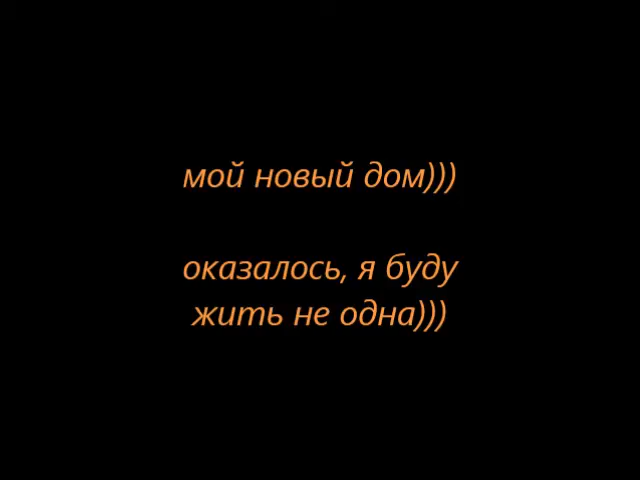 мой новый дом)))
оказалось, я буду
жить не одна)))